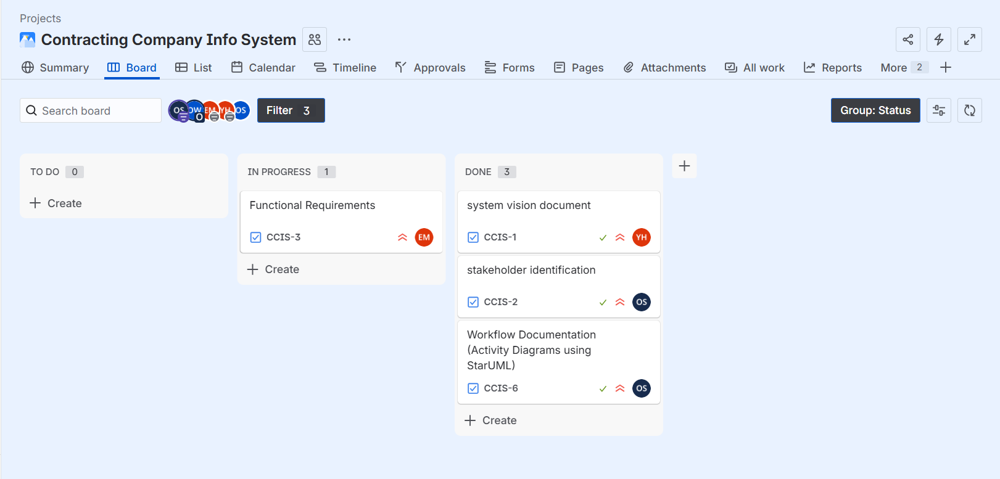 Projects
Contracting Company Info System
Summary Board List Calendar Timeline Approvals Forms Pages Attachments All work Reports More 2
Search board OS OW EM YH OS Filter 3 Group: Status
TO DO 0
Create
IN PROGRESS 1
Functional Requirements
CCIS-3 EM
Create
DONE 3
system vision document
CCIS-1 YH
stakeholder identification
CCIS-2 OS
Workflow Documentation
(Activity Diagrams using
StarUML)
CCIS-6 OS
Create